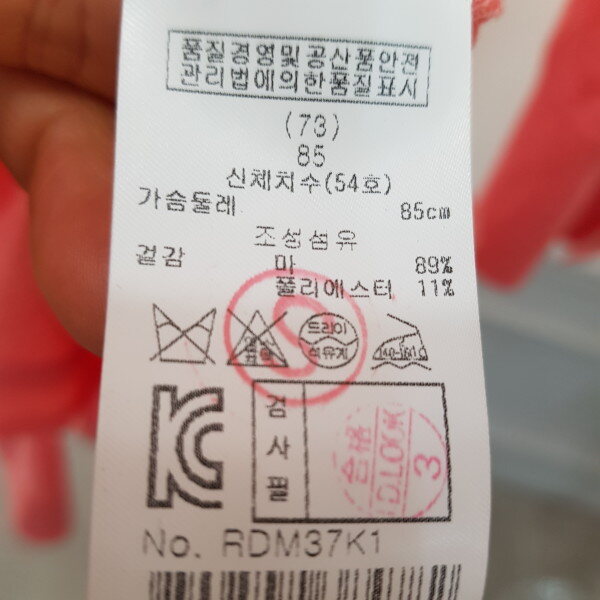 품질경영및공산품안전
관리법에의한품질표시
(73)
85
신체치수(54호)
가슴둘레 85cm
조성섬유
겉감 마 89%
폴리에스터 11%
드라이
석유계
140-160℃
검사필
합격
D.LOOK
3
No. RDM37K1